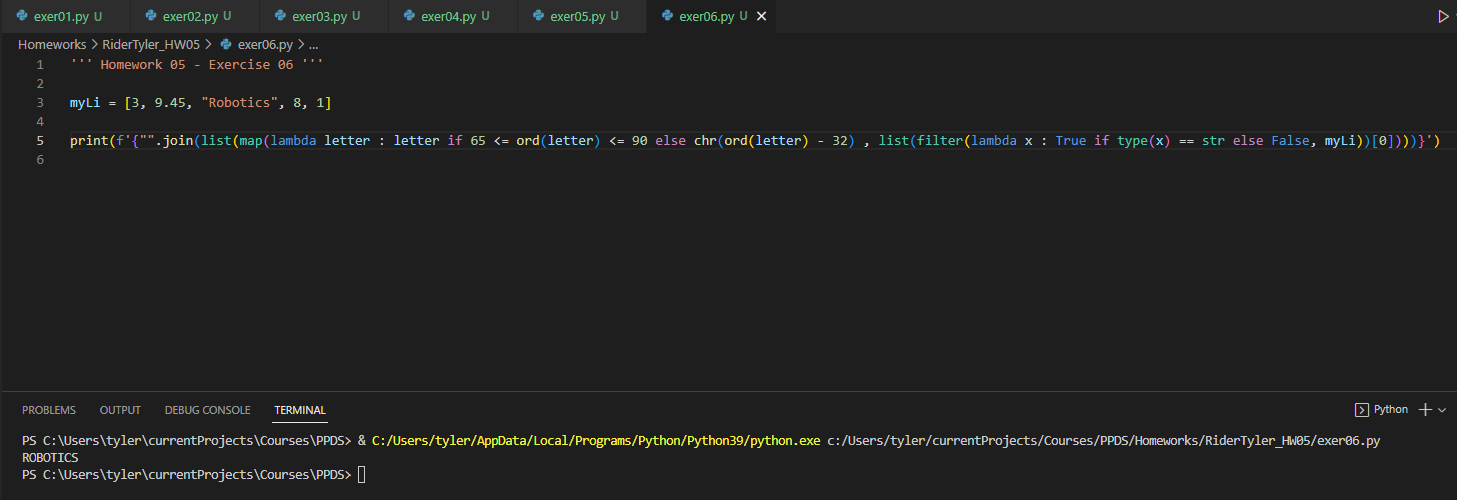 exer01.py U exer02.py U exer03.py U exer04.py U exer05.py U exer06.py U
Homeworks > RiderTyler_HW05 > exer06.py > ...
1 ''' Homework 05 - Exercise 06 '''
2
3 myLi = [3, 9.45, "Robotics", 8, 1]
4
5 print(f'{"".join(list(map(lambda letter : letter if 65 <= ord(letter) <= 90 else chr(ord(letter) - 32) , list(filter(lambda x : True if type(x) == str else False, myLi))[0])))}')
6
PROBLEMS OUTPUT DEBUG CONSOLE TERMINAL Python
PS C:\Users\tyler\currentProjects\Courses\PPDS> & C:/Users/tyler/AppData/Local/Programs/Python/Python39/python.exe c:/Users/tyler/currentProjects/Courses/PPDS/Homeworks/RiderTyler_HW05/exer06.py
ROBOTICS
PS C:\Users\tyler\currentProjects\Courses\PPDS>